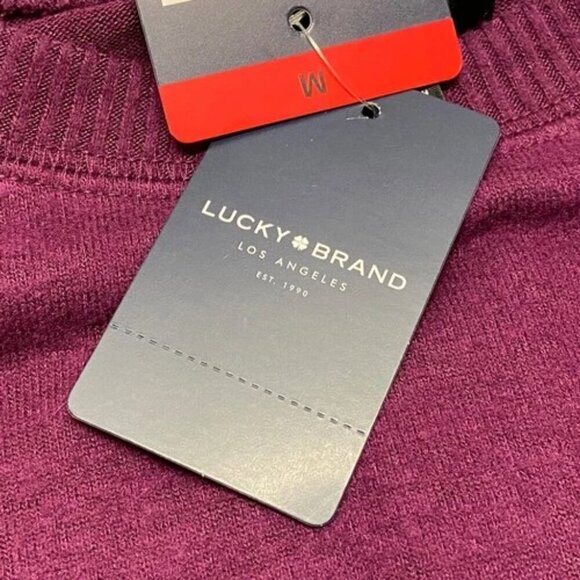 M
LUCKY BRAND
LOS ANGELES
EST. 1990